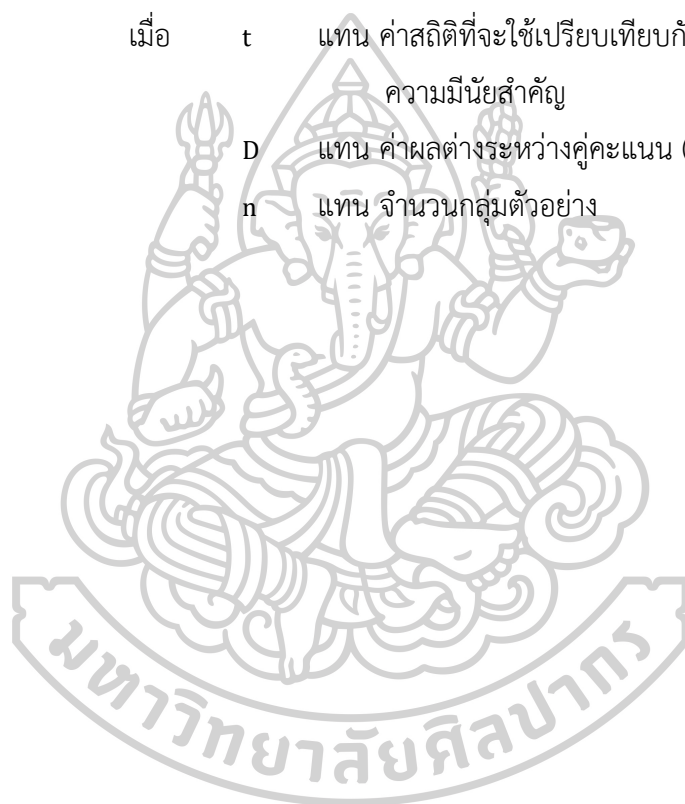 เมื่อ t แทน ค่าสถิติที่จะใช้เปรียบเทียบ
ความมีนัยสำคัญ
D แทน ค่าผลต่างระหว่างคู่คะแนน (
n แทน จำนวนกลุ่มตัวอย่าง
มหาวิทยาลัยศิลปากร